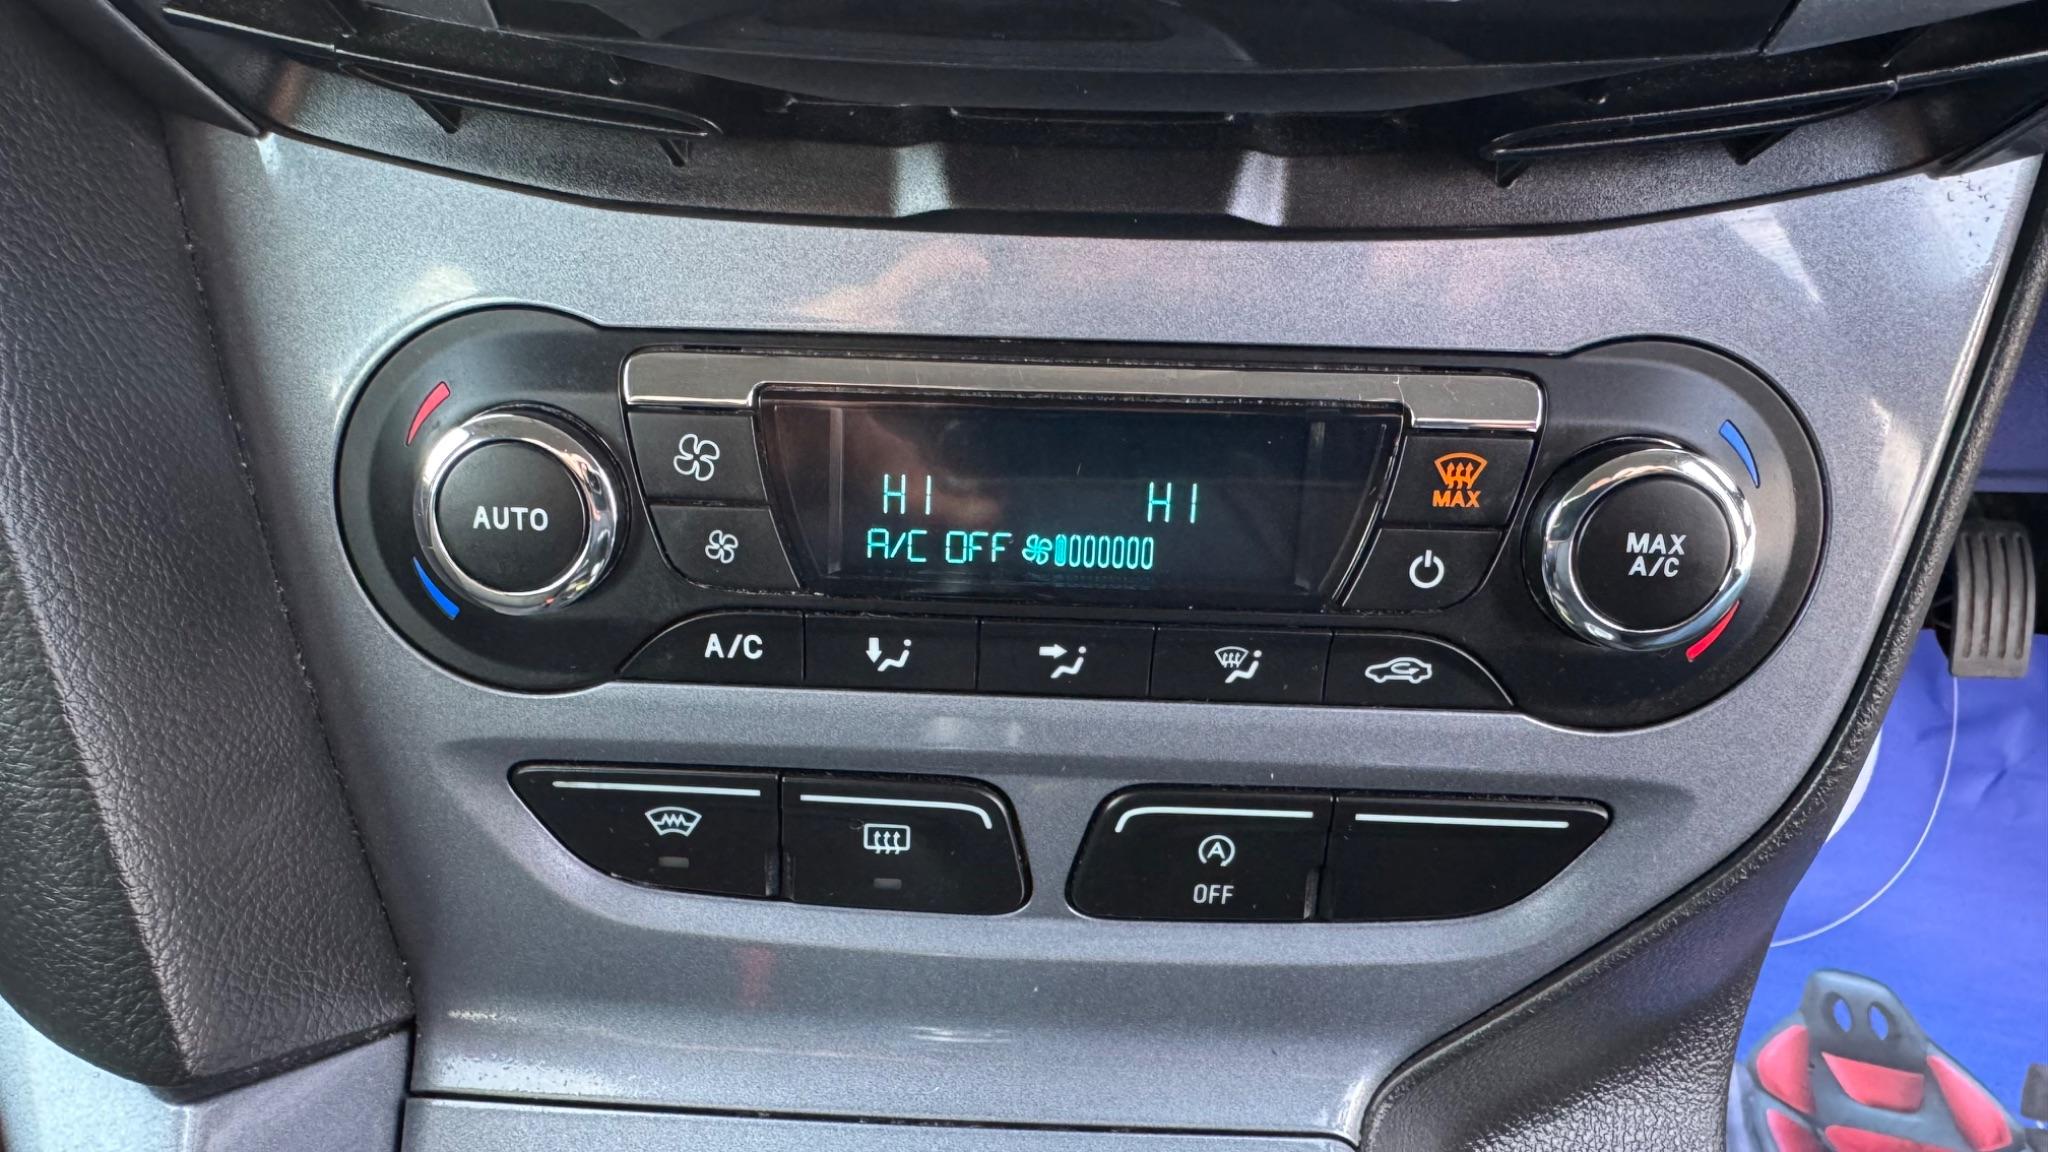 AUTO
HI HI
A/C OFF
MAX
MAX
A/C
A/C
A
OFF